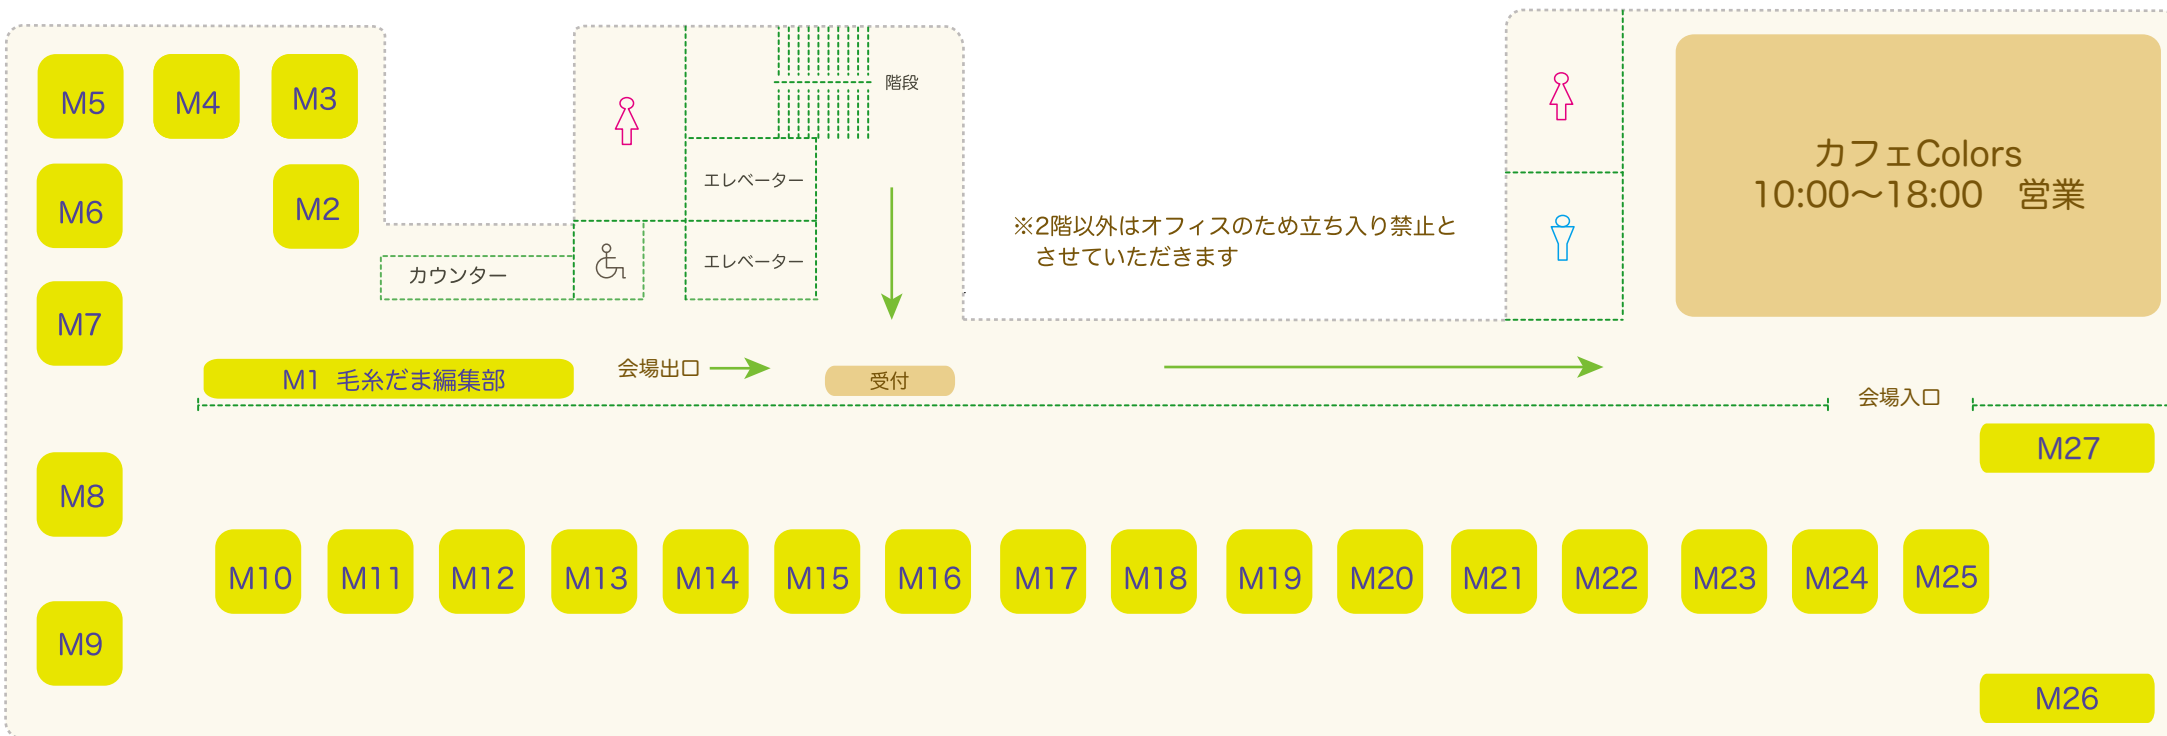 M5
M4
M3
階段
M6
M2
エレベーター
エレベーター
カウンター
M7
※2階以外はオフィスのため立ち入り禁止と
させていただきます
カフェColors
10:00〜18:00　営業
M1 毛糸だま編集部
会場出口
受付
会場入口
M27
M8
M10
M11
M12
M13
M14
M15
M16
M17
M18
M19
M20
M21
M22
M23
M24
M25
M9
M26